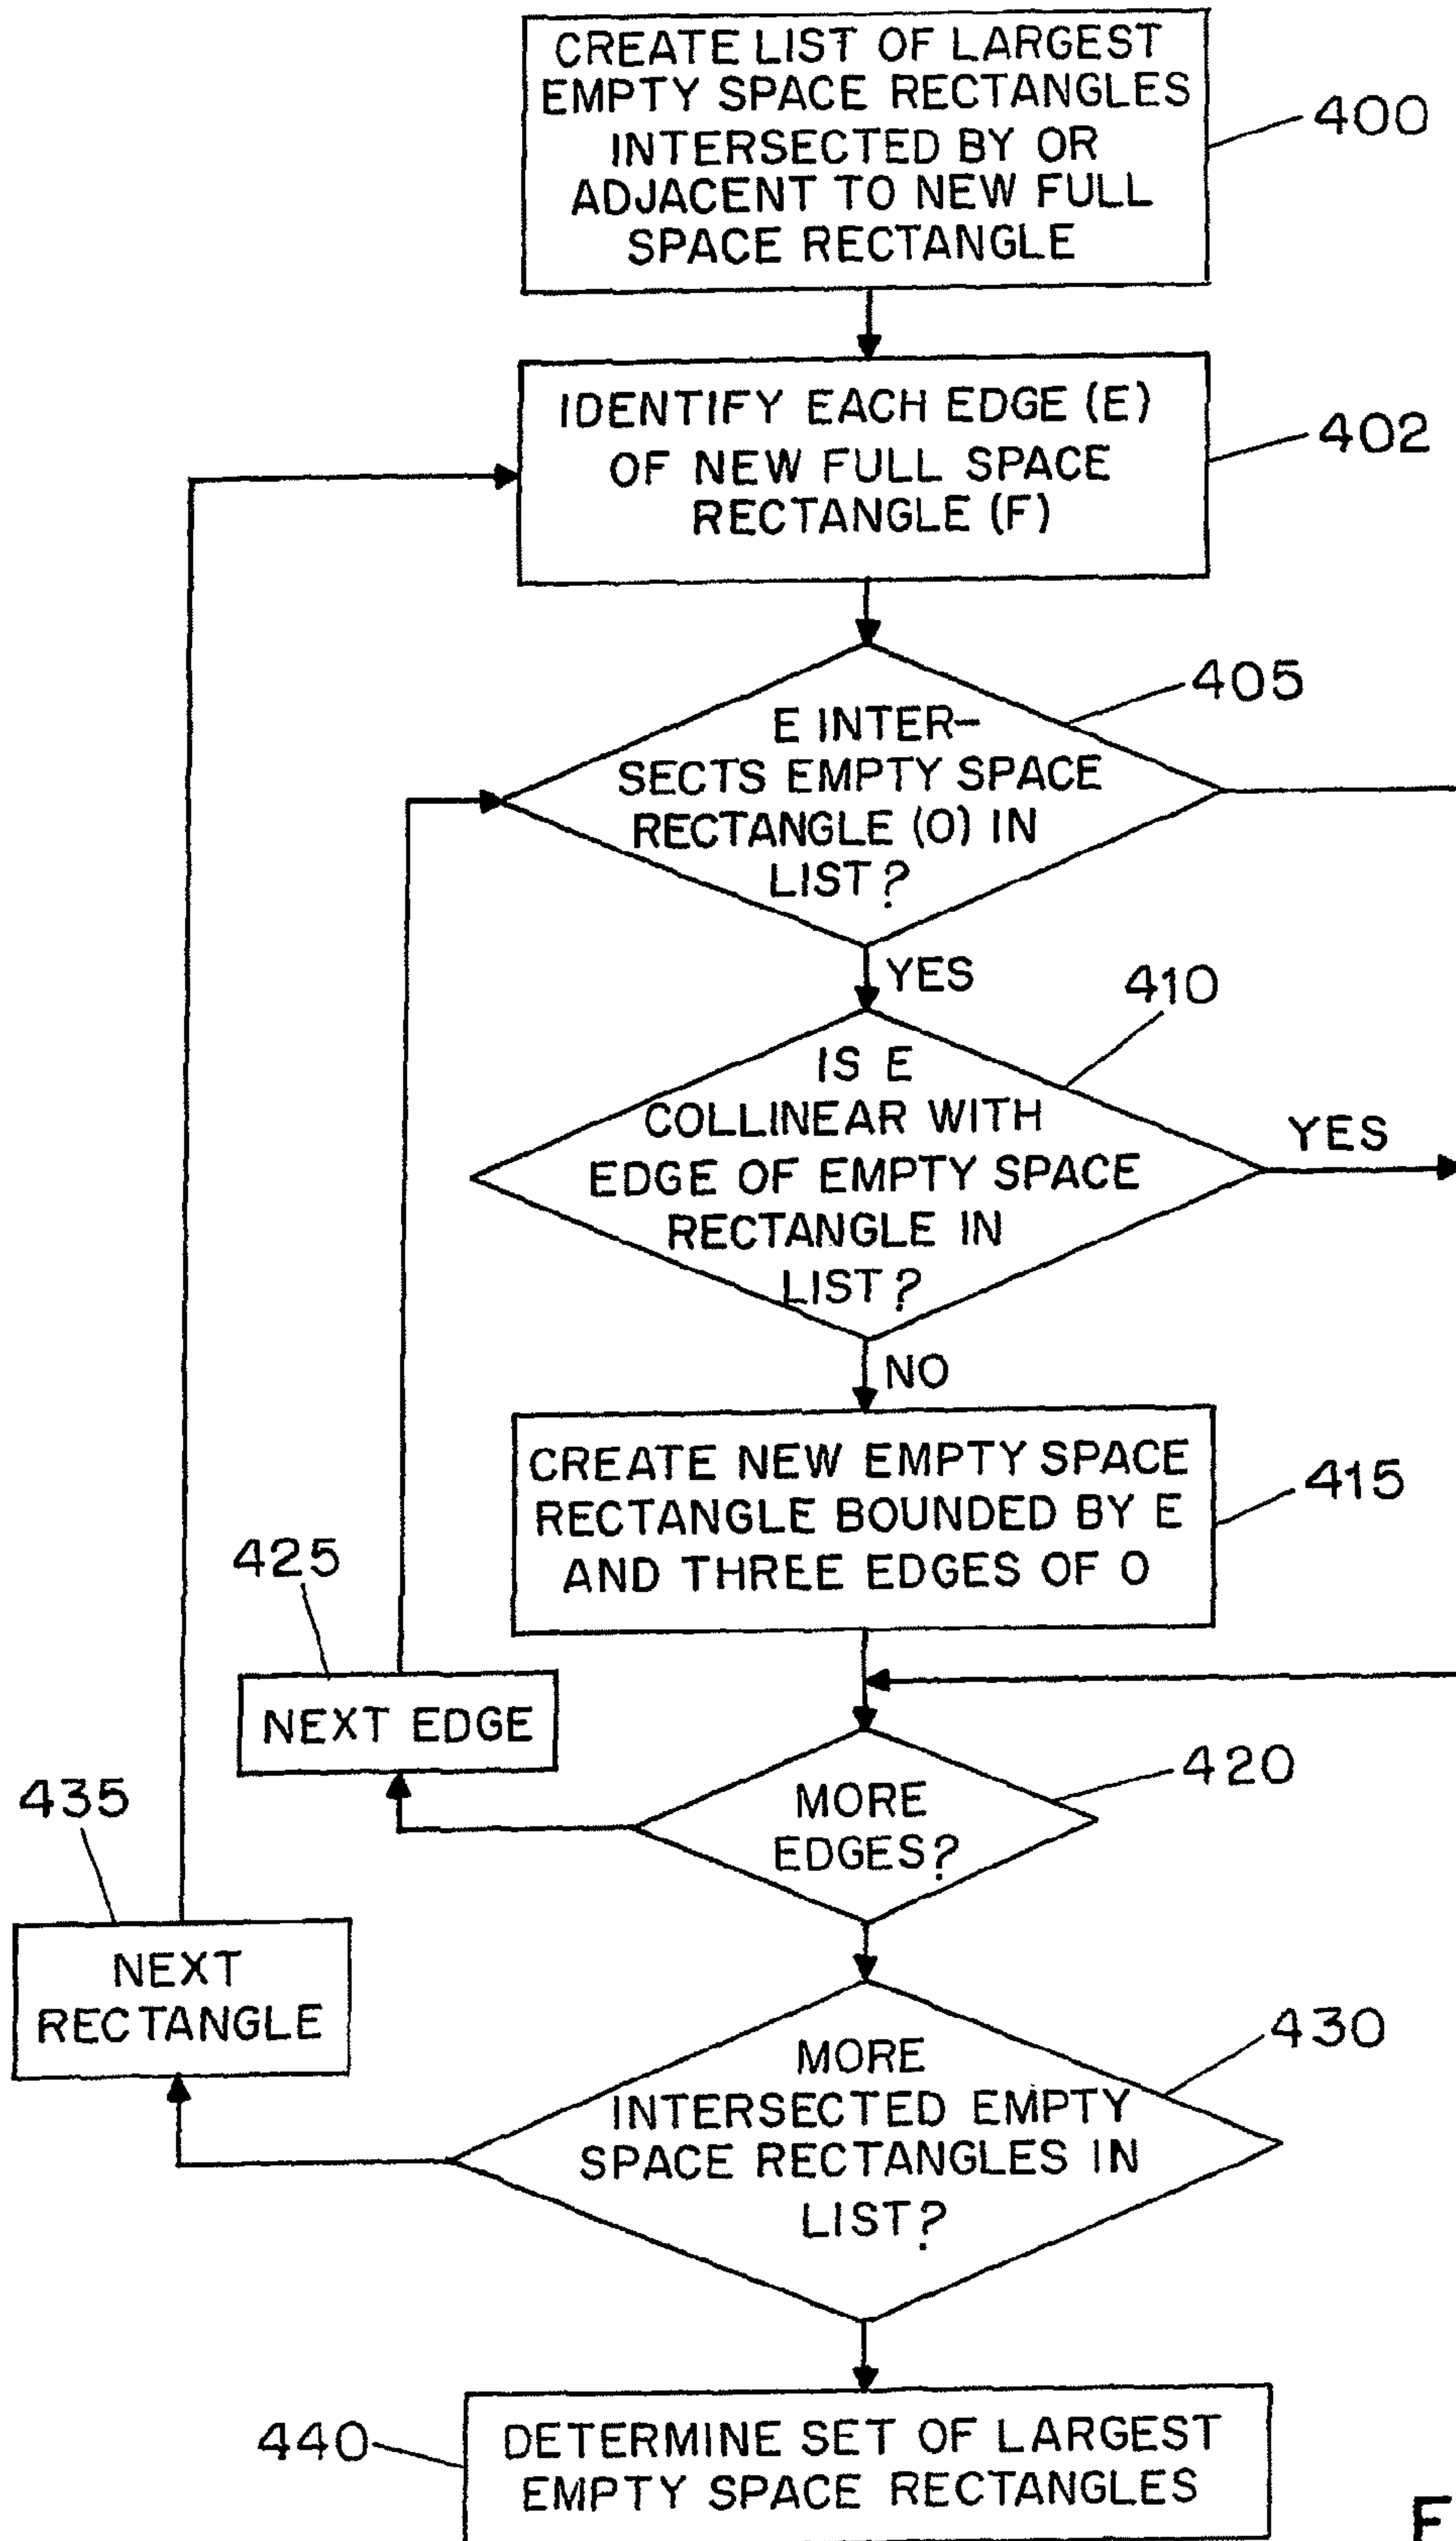 CREATE LIST OF LARGEST
EMPTY SPACE RECTANGLES
INTERSECTED BY OR
ADJACENT TO NEW FULL
SPACE RECTANGLE
400
IDENTIFY EACH EDGE (E)
OF NEW FULL SPACE
RECTANGLE (F)
402
E INTER-
SECTS EMPTY SPACE
RECTANGLE (O) IN
LIST?
405
YES
IS E
COLLINEAR WITH
EDGE OF EMPTY SPACE
RECTANGLE IN
LIST?
410
YES
NO
CREATE NEW EMPTY SPACE
RECTANGLE BOUNDED BY E
AND THREE EDGES OF O
415
425
NEXT EDGE
MORE
EDGES?
420
435
NEXT
RECTANGLE
MORE
INTERSECTED EMPTY
SPACE RECTANGLES IN
LIST?
430
440
DETERMINE SET OF LARGEST
EMPTY SPACE RECTANGLES